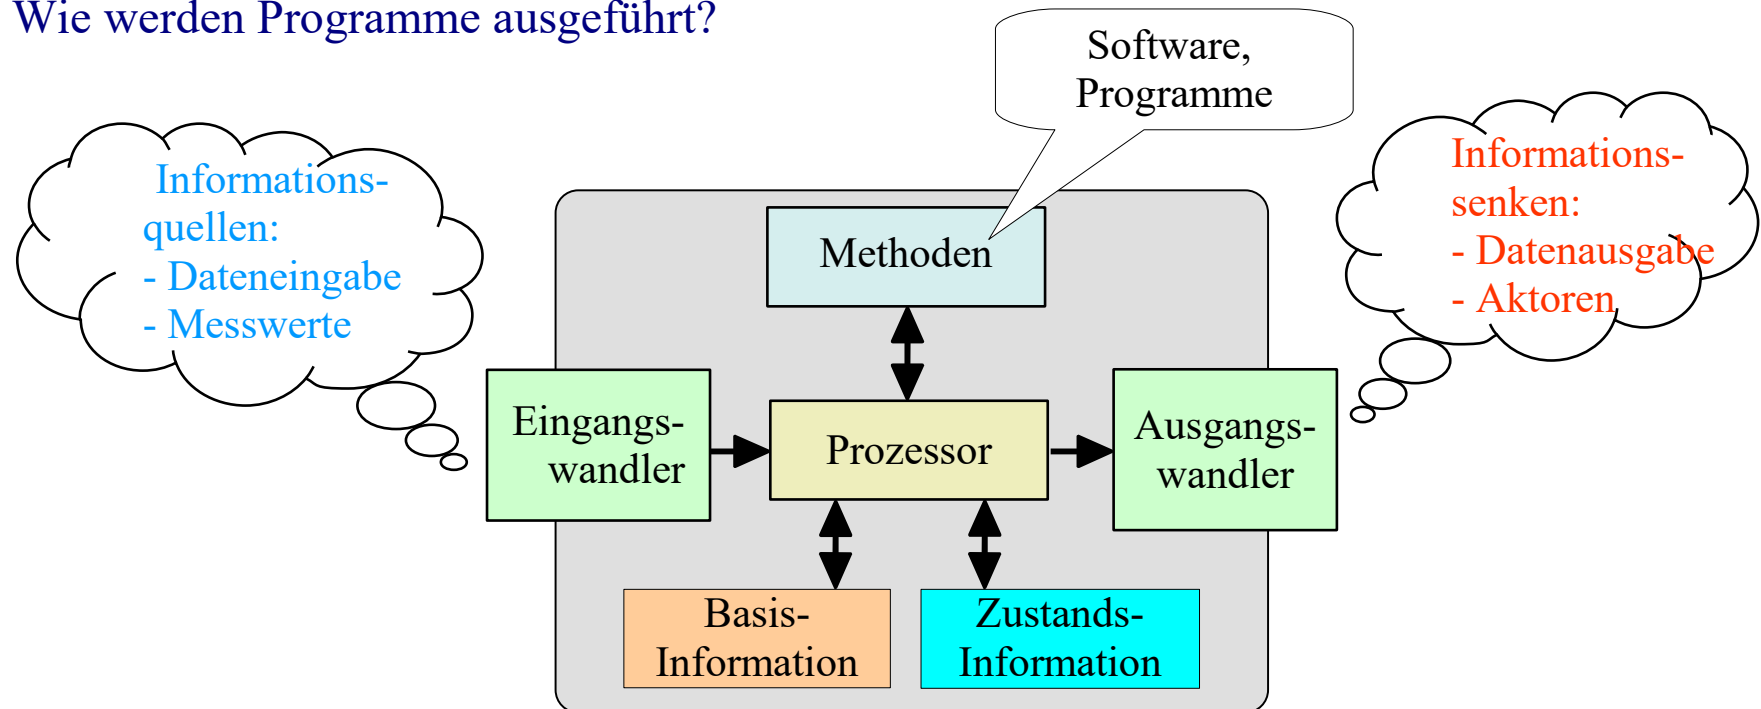 Wie werden Programme ausgeführt?
Software,
Programme
Informations-
quellen:
- Dateneingabe
- Messwerte
Informations-
senken:
- Datenausgabe
- Aktoren
Methoden
Eingangs-
wandler
Prozessor
Ausgangs-
wandler
Basis-
Information
Zustands-
Information